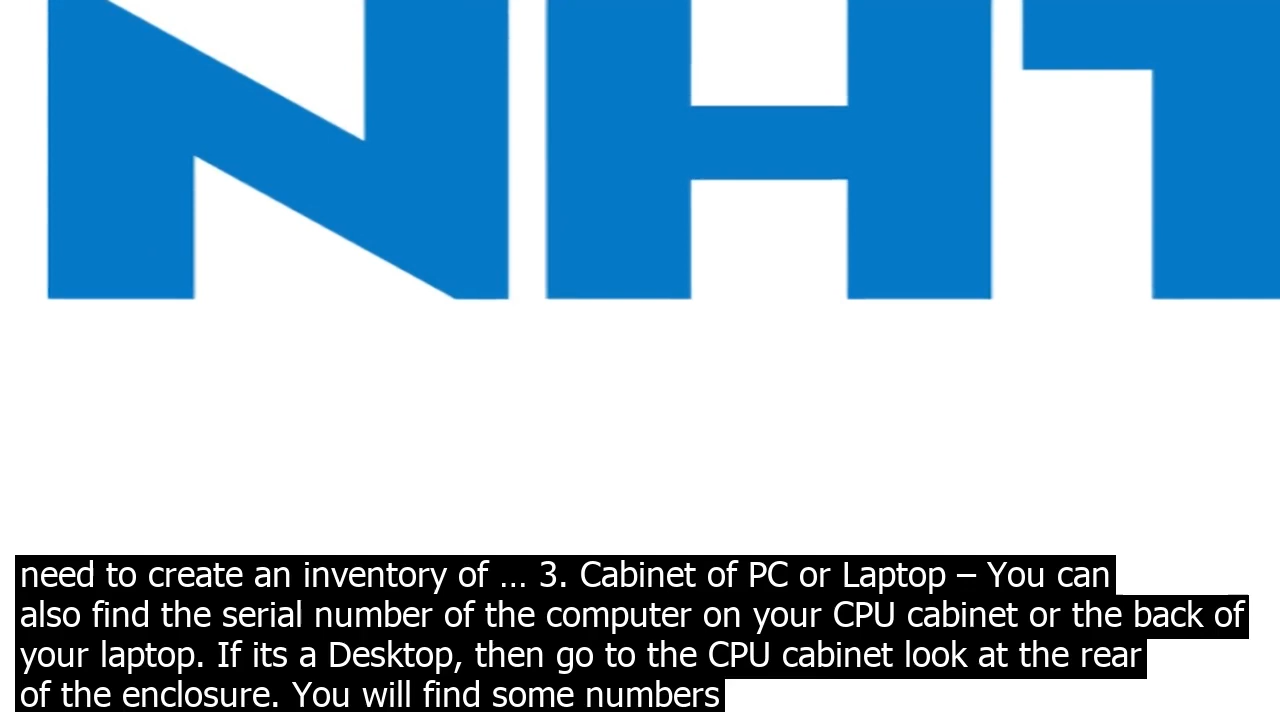 NHT
need to create an inventory of ... 3. Cabinet of PC or Laptop – You can
also find the serial number of the computer on your CPU cabinet or the back of
your laptop. If its a Desktop, then go to the CPU cabinet look at the rear
of the enclosure. You will find some numbers